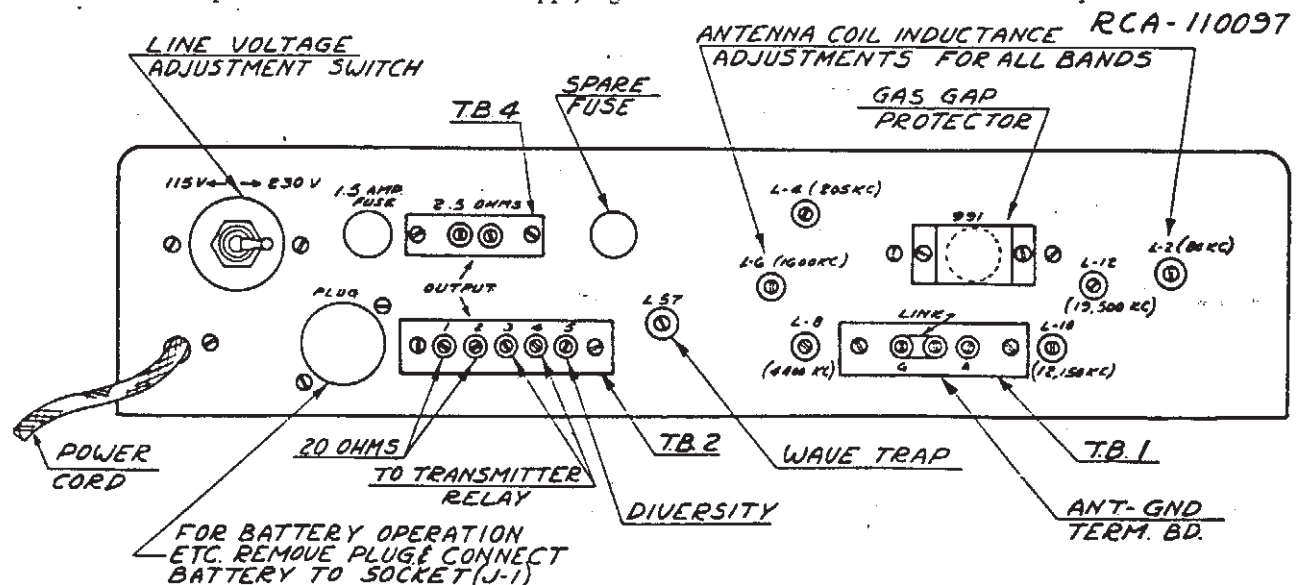 RCA-110097
LINE VOLTAGE
ADJUSTMENT SWITCH
T.B.4
SPARE
FUSE
ANTENNA COIL INDUCTANCE
ADJUSTMENTS FOR ALL BANDS
GAS GAP
PROTECTOR
115V 230V
1.5 AMP.
FUSE
2.5 OHMS
L-4 (205KC)
991
L-6 (1600KC)
L-12
(19,500 KC)
L-2 (80KC)
PLUG
OUTPUT
1 2 3 4 5
L57
L-8
(4400 KC)
LINK
G A
L-10
(12,150KC)
POWER
CORD
20 OHMS
TO TRANSMITTER
RELAY
T.B.2
DIVERSITY
WAVE TRAP
T.B.1
ANT-GND
TERM. BD.
FOR BATTERY OPERATION
ETC. REMOVE PLUG & CONNECT
BATTERY TO SOCKET (J-1)